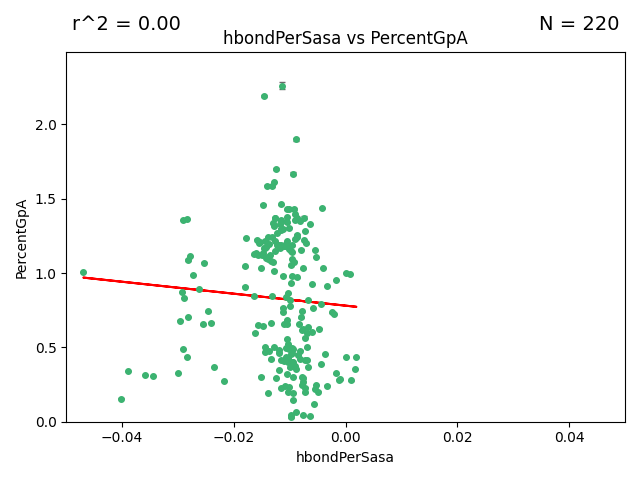 r^2 = 0.00
N = 220
hbondPerSasa vs PercentGpA
PercentGpA
2.0
1.5
1.0
0.5
0.0
−0.04
−0.02
0.00
0.02
0.04
hbondPerSasa